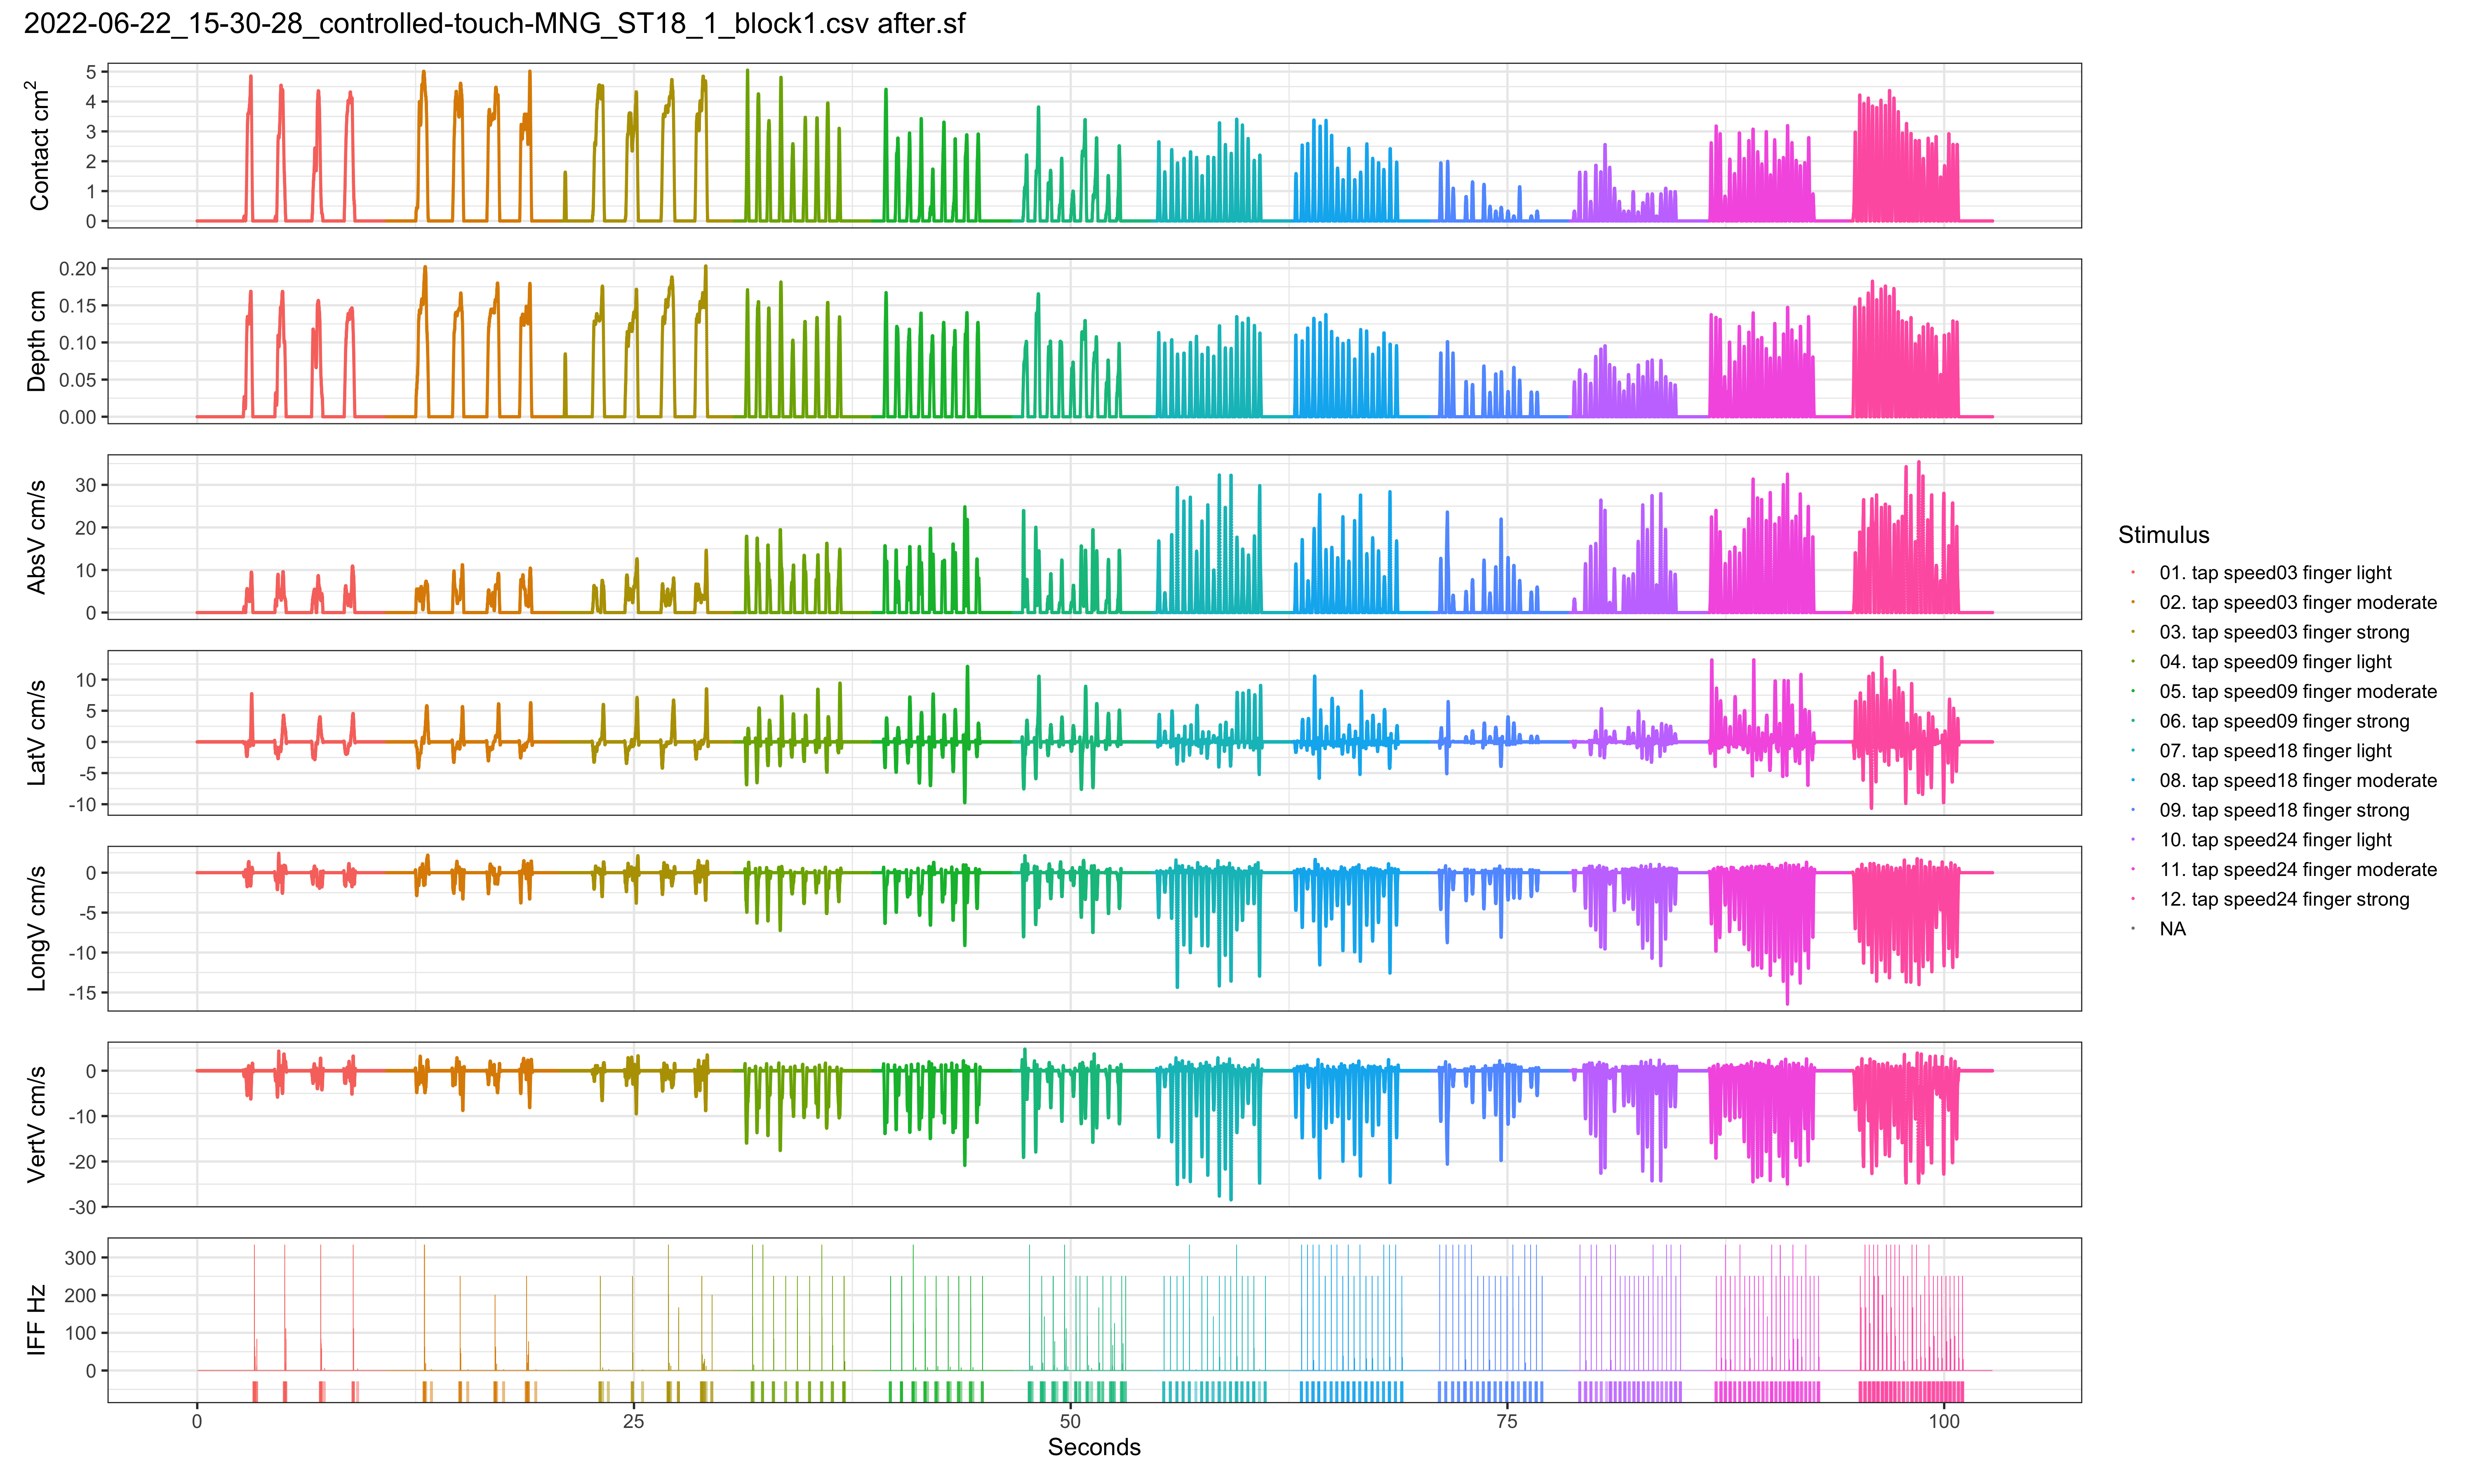 2022-06-22_15-30-28_controlled-touch-MNG_ST18_1_block1.csv after.sf
Contact cm²
5
4
3
2
1
0
Depth cm
0.20
0.15
0.10
0.05
0.00
AbsV cm/s
30
20
10
0
LatV cm/s
10
5
0
-5
-10
LongV cm/s
0
-5
-10
-15
VertV cm/s
0
-10
-20
-30
IFF Hz
300
200
100
0
0 25 50 75 100
Seconds
Stimulus
01. tap speed03 finger light
02. tap speed03 finger moderate
03. tap speed03 finger strong
04. tap speed09 finger light
05. tap speed09 finger moderate
06. tap speed09 finger strong
07. tap speed18 finger light
08. tap speed18 finger moderate
09. tap speed18 finger strong
10. tap speed24 finger light
11. tap speed24 finger moderate
12. tap speed24 finger strong
NA